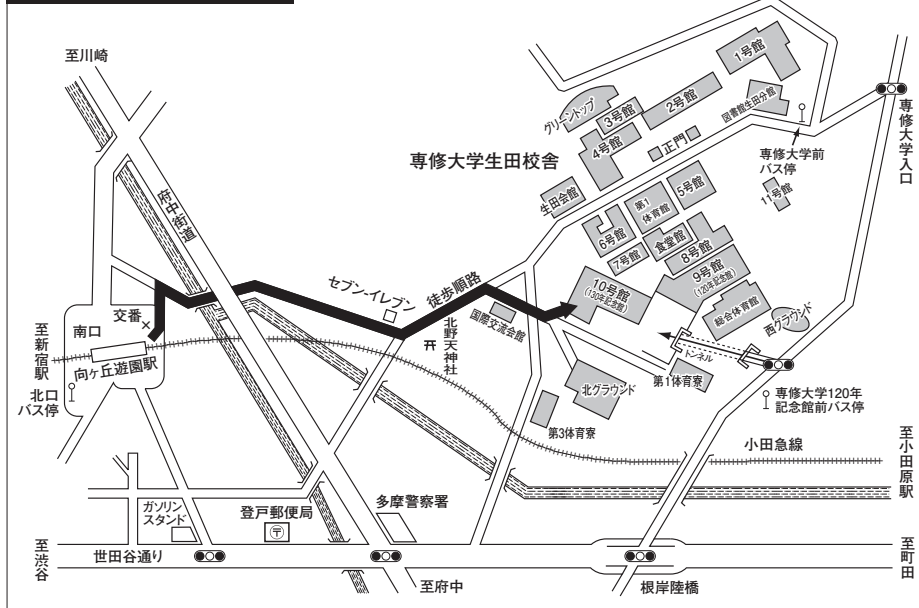 至川崎
府中街道
専修大学生田校舎
グリーントップ
3号館
4号館
2号館
1号館
図書館生田分館
正門
専修大学前
バス停
専修大学入口
11号館
生田会館
6号館
第1
体育館
5号館
7号館
食堂館
8号館
9号館
(120年記念館)
10号館
(130年記念館)
総合体育館
西グラウンド
トンネル
第1体育寮
専修大学120年
記念館前バス停
セブン-イレブン
徒歩順路
国際交流会館
北野天神社
北グラウンド
第3体育寮
交番
南口
向ヶ丘遊園駅
至新宿駅
北口
バス停
小田急線
至小田原駅
ガソリン
スタンド
登戸郵便局
〒
多摩警察署
至渋谷
世田谷通り
至府中
根岸陸橋
至町田